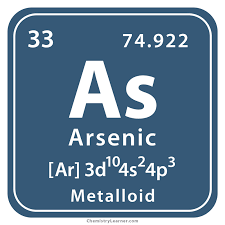 33 74.922
As
Arsenic
[Ar] 3d¹⁰4s²4p³
Metalloid
ChemistryLearner.com